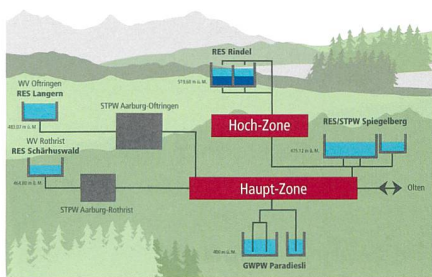 RES Rindel
WV Oftringen
RES Langern
STPW Aarburg-Oftringen
Hoch-Zone
RES/STPW Spiegelberg
WV Rothrist
RES Schärhuswald
Haupt-Zone
Olten
STPW Aarburg-Rothrist
GWPW Paradiesli